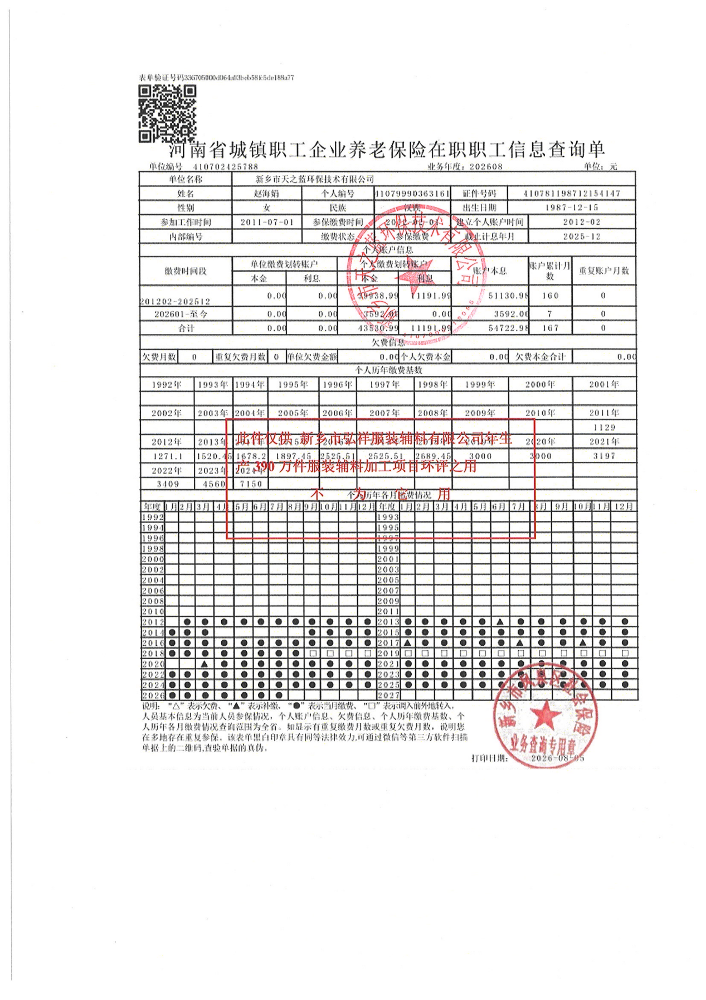 表单验证号码336705000d064a03bcb58fc5de188a77
河南省城镇职工企业养老保险在职职工信息查询单
单位编号 410702425788 业务年度：202608 单位：元
单位名称 新乡市天之蓝环保技术有限公司
姓名 赵海娟 个人编号 41079990363161 证件号码 410781198712154147
性别 女 民族 汉族 出生日期 1987-12-15
参加工作时间 2011-07-01 参保缴费时间 建立个人账户时间 2012-02
内部编号 缴费状态 参保缴费 截止计息年月 2025-12
个人账户信息
缴费时间段 单位缴费划转账户 个人缴费划转账户 账户本息 账户累计月数 重复账户月数
本金 利息 本金 利息
201202-202512 0.00 0.00 39938.99 11191.99 51130.98 160 0
202601-至今 0.00 0.00 0.00 3592.00 7 0
合计 0.00 0.00 43530.99 11191.99 54722.98 167 0
欠费信息
欠费月数 0 重复欠费月数 0 单位欠费金额 0.00 个人欠费本金 0.00 欠费本金合计 0.00
个人历年缴费基数
1992年 1993年 1994年 1995年 1996年 1997年 1998年 1999年 2000年 2001年
2002年 2003年 2004年 2005年 2006年 2007年 2008年 2009年 2010年 2011年
1129
2012年 2013年 2014年 2015年 2016年 2017年 2018年 2019年 2020年 2021年
1271.1 1520.45 1678.2 1897.45 2525.51 2525.51 2689.45 3000 3000 3197
2022年 2023年 2024年
3409 4560 7150
此件仅供 新乡市弘祥服装辅料有限公司年生
产 390 万件服装辅料加工项目环评之用
不 为 它 用
个人历年各月缴费情况
年度 1月 2月 3月 4月 5月 6月 7月 8月 9月 10月 11月 12月 年度 1月 2月 3月 4月 5月 6月 7月 8月 9月 10月 11月 12月
1992 1993
1994 1995
1996 1997
1998 1999
2000 2001
2002 2003
2004 2005
2006 2007
2008 2009
2010 2011
2012 ● ● ● ● ● ● ● ● ● ● ● 2013 ● ● ● ● ● ▲ ● ● ● ● ● ●
2014 ● ● ● ● ● ● ● 2015 ● ● ● ● ● ● ● ● ● ● ● ●
2016 ● ● ● ● ● ● ● ● ● ● ● ● 2017 ▲ ● ● ● ● ● ▲ ● ● ▲ ● ●
2018 ● ● ● ● ● ● ● ● □ □ □ □ 2019 □ □ □ □ □ □ □ □ □ □ □ □
2020 ▲ ● ● ● ● ● ● ● ● ● 2021 ● ● ● ● ● ● ● ● ● ● ● ●
2022 ● ● ● ● ● ● ● ● ● ● ● ● 2023 ● ● ● ● ● ● ● ● ● ● ● ●
2024 ● ● ● ● ● ● ● ● ● ● ● ● 2025 ● ● ● ● ● ● ● ● ● ● ● ●
2026 ● ● ● ● ● ● ● 2027
说明："△"表示欠费、"▲"表示补缴、"●"表示当月缴费、"□"表示调入前外地转入。
人员基本信息为当前人员参保情况，个人账户信息、欠费信息、个人历年缴费基数、个
人历年各月缴费情况查询范围为全省。如显示有重复缴费月数或重复欠费月数，说明您
在多地存在重复参保。该表单黑白印章具有同等法律效力,可通过微信等第三方软件扫描
单据上的二维码,查验单据的真伪。
打印日期： 2026-08-05
新乡市天之蓝环保技术有限公司
新乡市凤泉区社会保险
业务查询专用章